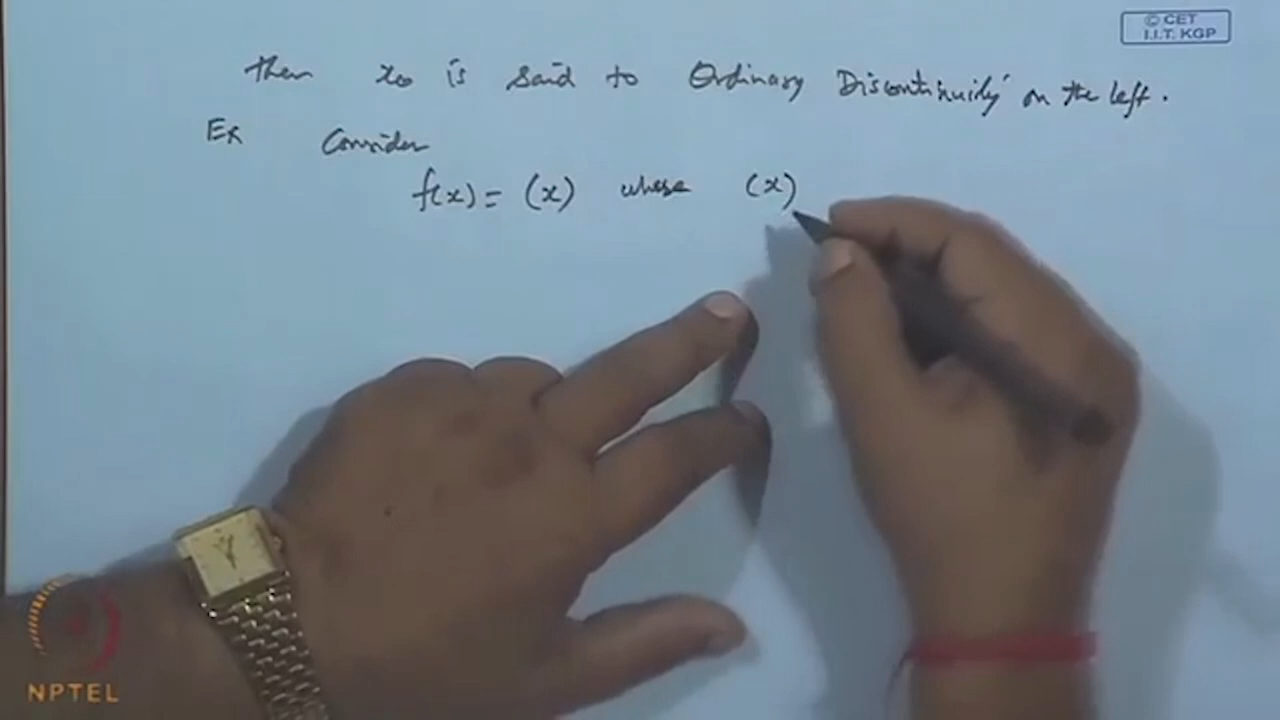 © CET
I.I.T. KGP
then x₀ is said to Ordinary Discontinuity on the left.
Ex Consider
f(x) = (x) where (x)
NPTEL